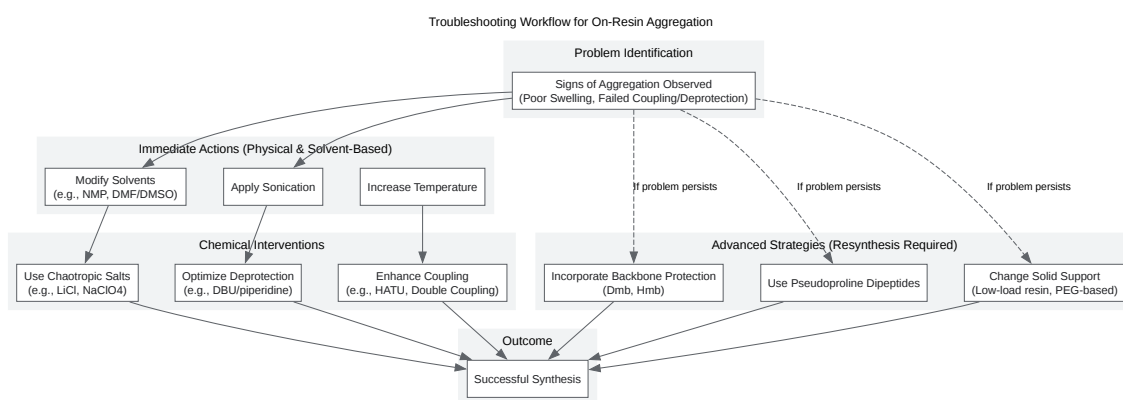 Troubleshooting Workflow for On-Resin Aggregation
Problem Identification
Signs of Aggregation Observed
(Poor Swelling, Failed Coupling/Deprotection)
Immediate Actions (Physical & Solvent-Based)
Modify Solvents
(e.g., NMP, DMF/DMSO)
Apply Sonication
Increase Temperature
If problem persists
If problem persists
If problem persists
Chemical Interventions
Use Chaotropic Salts
(e.g., LiCl, NaClO4)
Optimize Deprotection
(e.g., DBU/piperidine)
Enhance Coupling
(e.g., HATU, Double Coupling)
Advanced Strategies (Resynthesis Required)
Incorporate Backbone Protection
(Dmb, Hmb)
Use Pseudoproline Dipeptides
Change Solid Support
(Low-load resin, PEG-based)
Outcome
Successful Synthesis